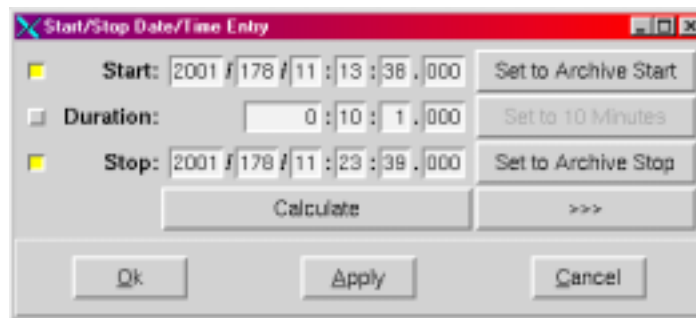 Start/Stop Date/Time Entry
Start: 2001 / 178 / 11 : 13 : 38 . 000 Set to Archive Start
Duration: 0 : 10 : 1 . 000 Set to 10 Minutes
Stop: 2001 / 178 / 11 : 23 : 39 . 000 Set to Archive Stop
Calculate >>>
Ok Apply Cancel